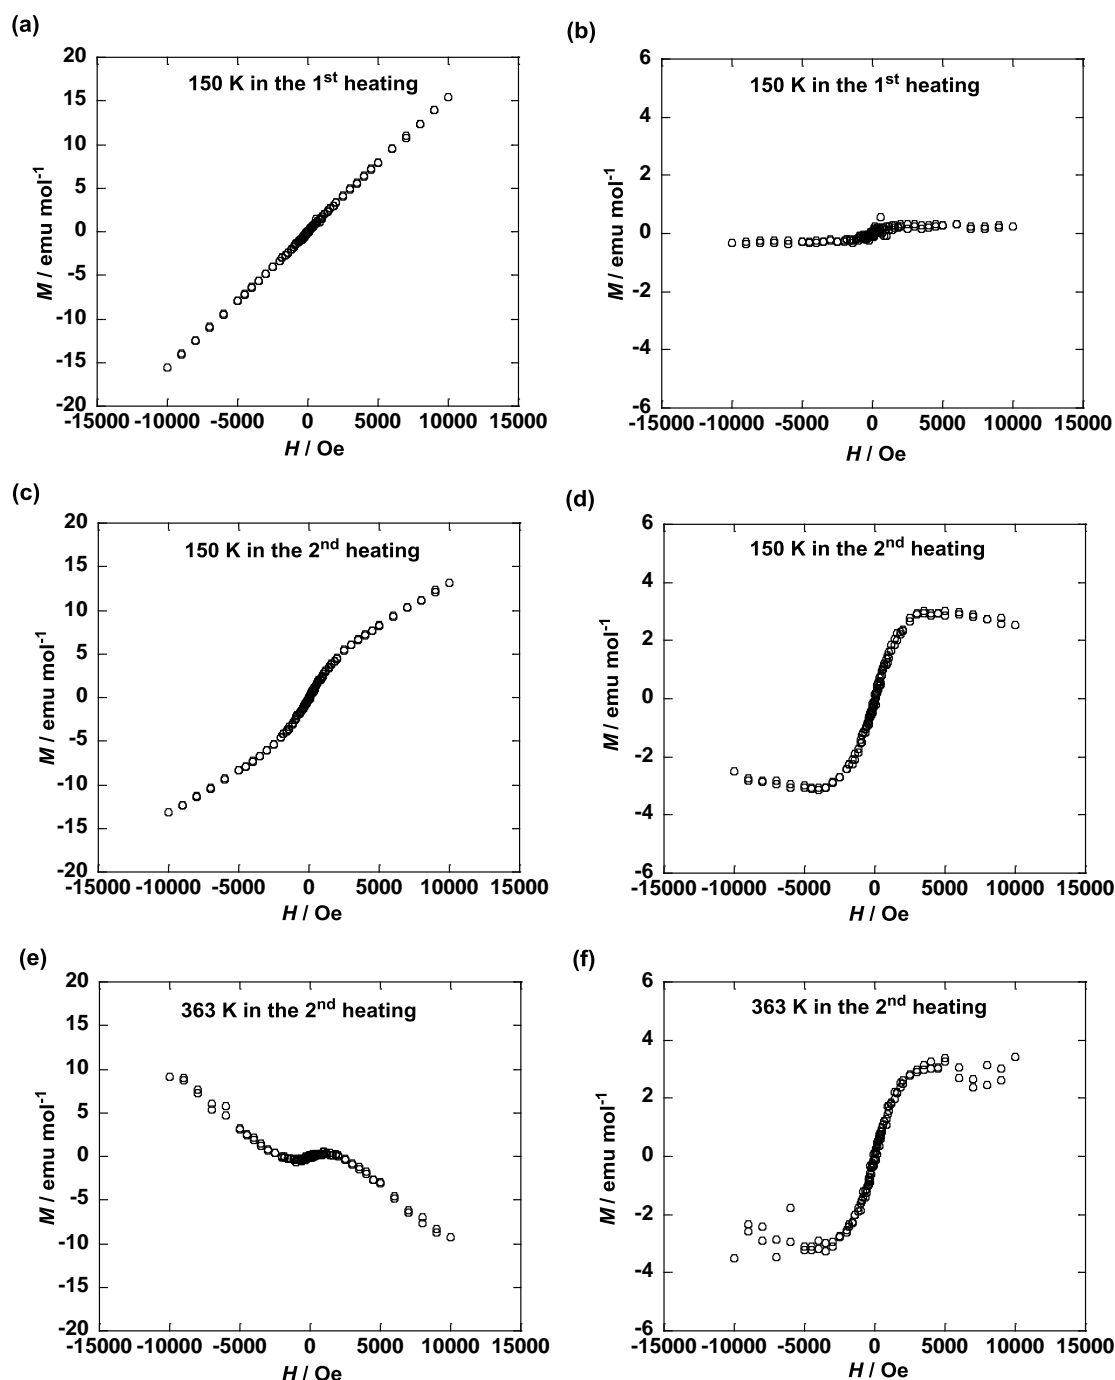 (a)
20
15
10
5
0
-5
-10
-15
-20
M / emu mol-1
150 K in the 1st heating
-15000 -10000 -5000 0 5000 10000 15000
H / Oe
(b)
6
4
2
0
-2
-4
-6
M / emu mol-1
150 K in the 1st heating
-15000 -10000 -5000 0 5000 10000 15000
H / Oe
(c)
20
15
10
5
0
-5
-10
-15
-20
M / emu mol-1
150 K in the 2nd heating
-15000 -10000 -5000 0 5000 10000 15000
H / Oe
(d)
6
4
2
0
-2
-4
-6
M / emu mol-1
150 K in the 2nd heating
-15000 -10000 -5000 0 5000 10000 15000
H / Oe
(e)
20
15
10
5
0
-5
-10
-15
-20
M / emu mol-1
363 K in the 2nd heating
-15000 -10000 -5000 0 5000 10000 15000
H / Oe
(f)
6
4
2
0
-2
-4
-6
M / emu mol-1
363 K in the 2nd heating
-15000 -10000 -5000 0 5000 10000 15000
H / Oe